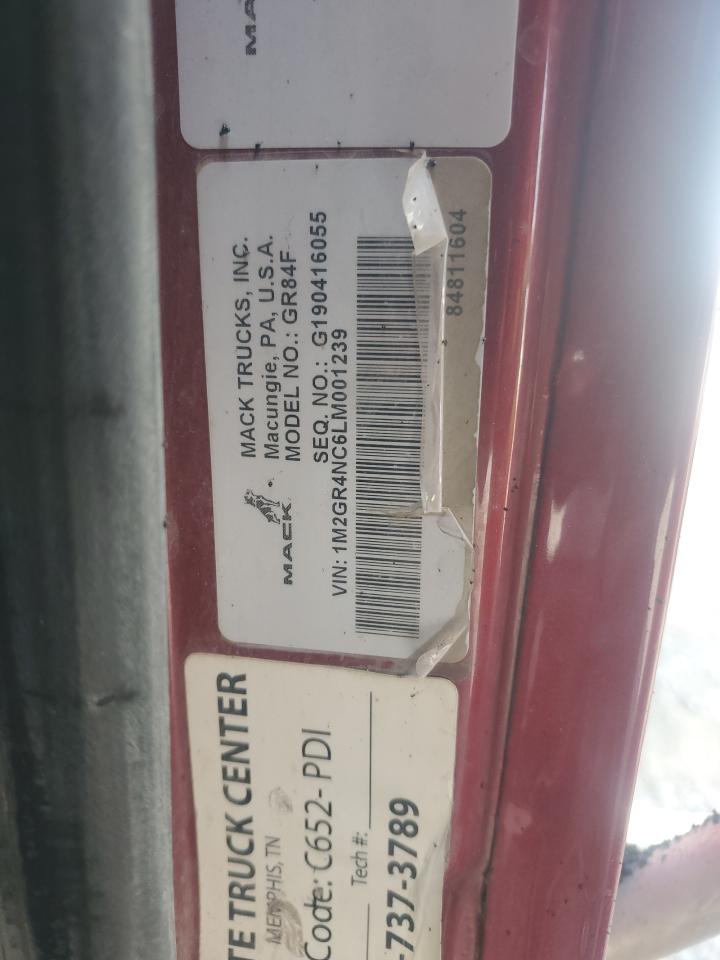 MA
MACK TRUCKS, INC.
Macungie, PA, U.S.A.
MODEL NO.: GR84F
SEQ. NO.: G190416055
MACK
VIN: 1M2GR4NC6LM001239
84811604
TE TRUCK CENTER
MEMPHIS, TN
Code: C652-PDI
Tech #:
-737-3789